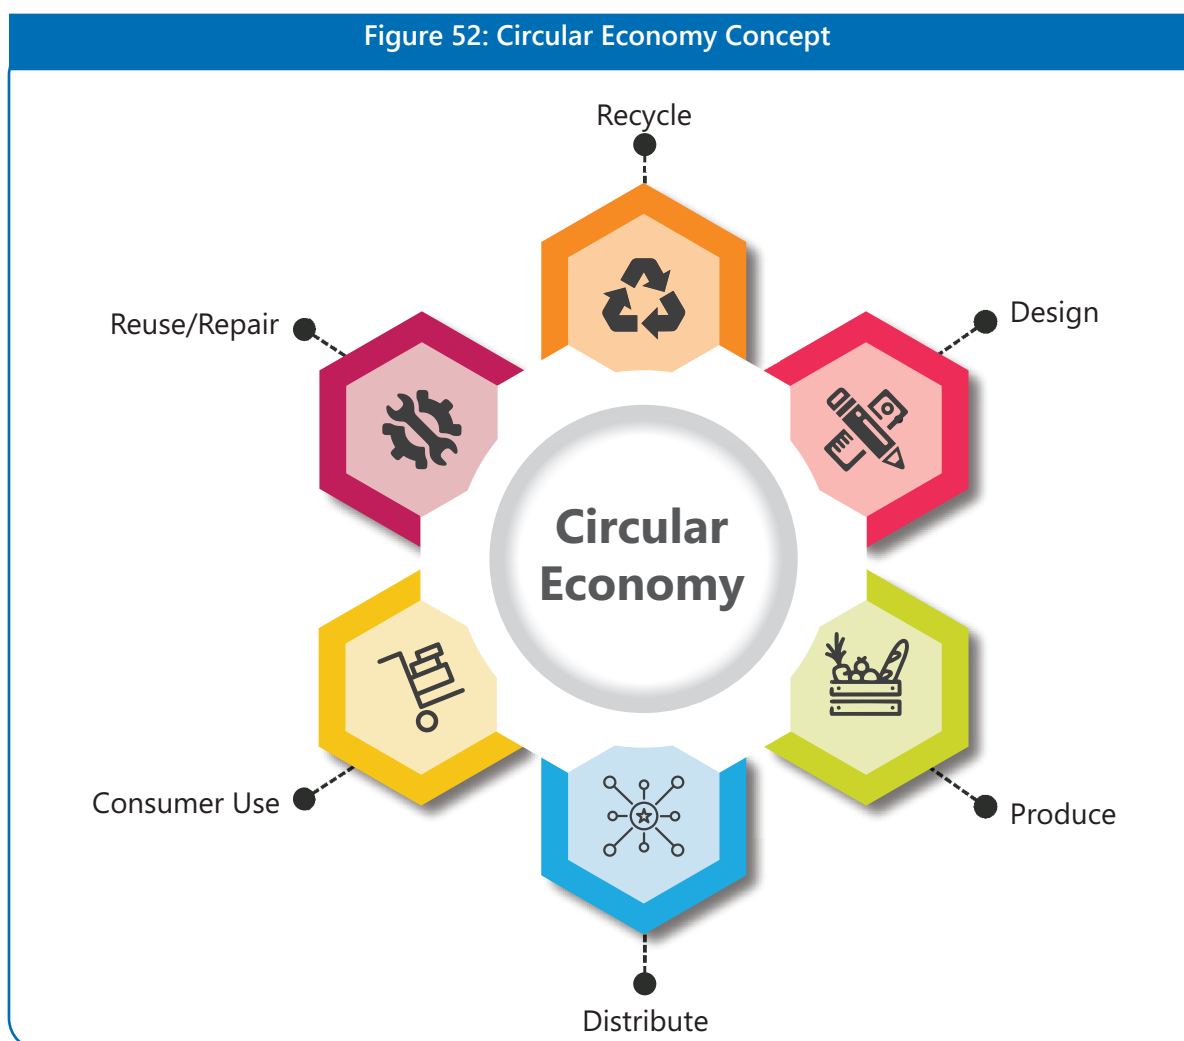 Figure 52: Circular Economy Concept
Recycle
Design
Reuse/Repair
Circular
Economy
Consumer Use
Produce
Distribute